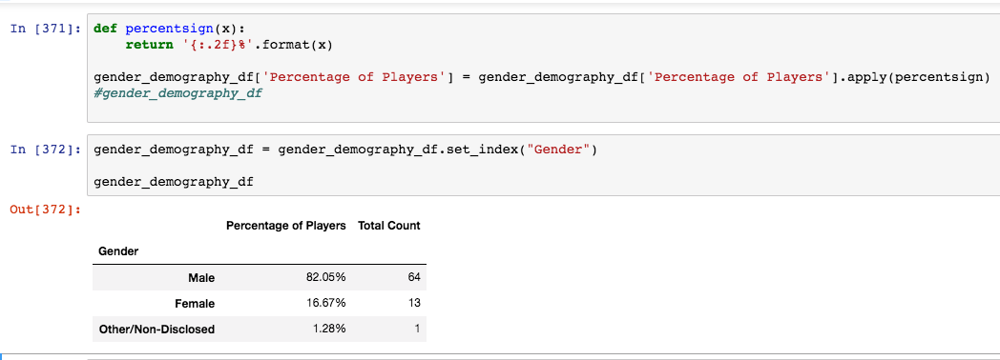 In [371]: def percentsign(x):
return '{:.2f}%'.format(x)
gender_demography_df['Percentage of Players'] = gender_demography_df['Percentage of Players'].apply(percentsign)
#gender_demography_df
In [372]: gender_demography_df = gender_demography_df.set_index("Gender")
gender_demography_df
Out[372]:
Percentage of Players Total Count
Gender
Male 82.05% 64
Female 16.67% 13
Other/Non-Disclosed 1.28% 1